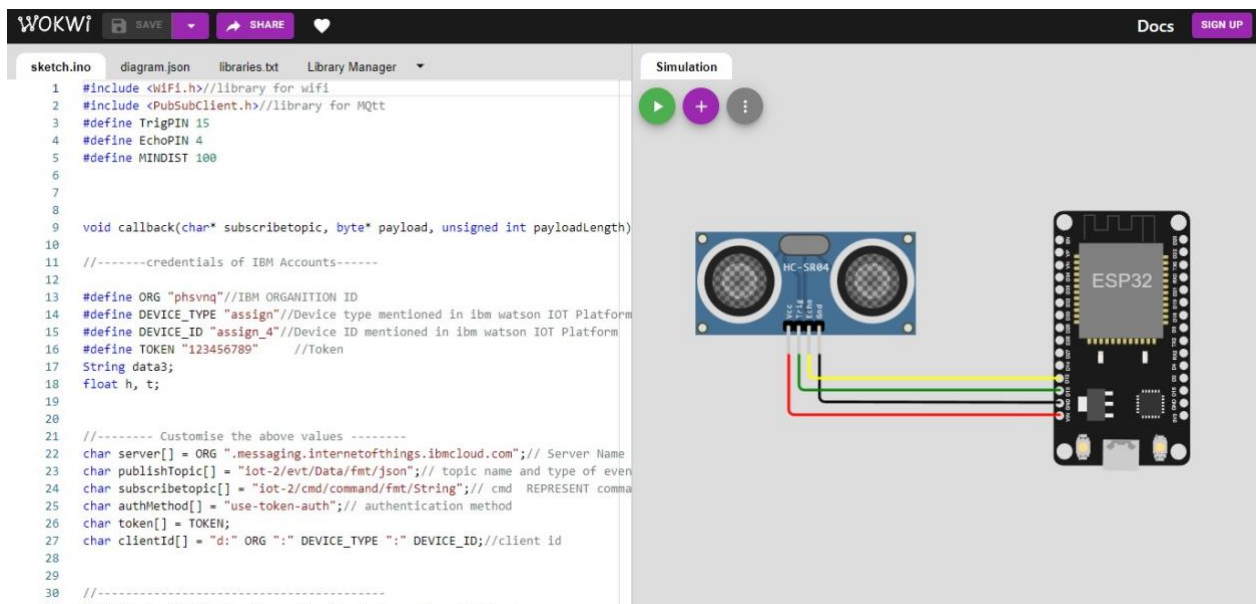 WOKWi SAVE SHARE Docs SIGN UP
sketch.ino diagram.json libraries.txt Library Manager
1 #include <WiFi.h>//library for wifi
2 #include <PubSubClient.h>//library for MQtt
3 #define TrigPIN 15
4 #define EchoPIN 4
5 #define MINDIST 100
6
7
8
9 void callback(char* subscribetopic, byte* payload, unsigned int payloadLength)
10
11 //-------credentials of IBM Accounts------
12
13 #define ORG "phsvnq"//IBM ORGANITION ID
14 #define DEVICE_TYPE "assign"//Device type mentioned in ibm watson IOT Platform
15 #define DEVICE_ID "assign_4"//Device ID mentioned in ibm watson IOT Platform
16 #define TOKEN "123456789" //Token
17 String data3;
18 float h, t;
19
20
21 //-------- Customise the above values --------
22 char server[] = ORG ".messaging.internetofthings.ibmcloud.com";// Server Name
23 char publishTopic[] = "iot-2/evt/Data/fmt/json";// topic name and type of even
24 char subscribetopic[] = "iot-2/cmd/command/fmt/String";// cmd REPRESENT comma
25 char authMethod[] = "use-token-auth";// authentication method
26 char token[] = TOKEN;
27 char clientId[] = "d:" ORG ":" DEVICE_TYPE ":" DEVICE_ID;//client id
28
29
30 //-----------------------------------------
Simulation
HC-SR04
Vcc
Trig
Echo
Gnd
ESP32